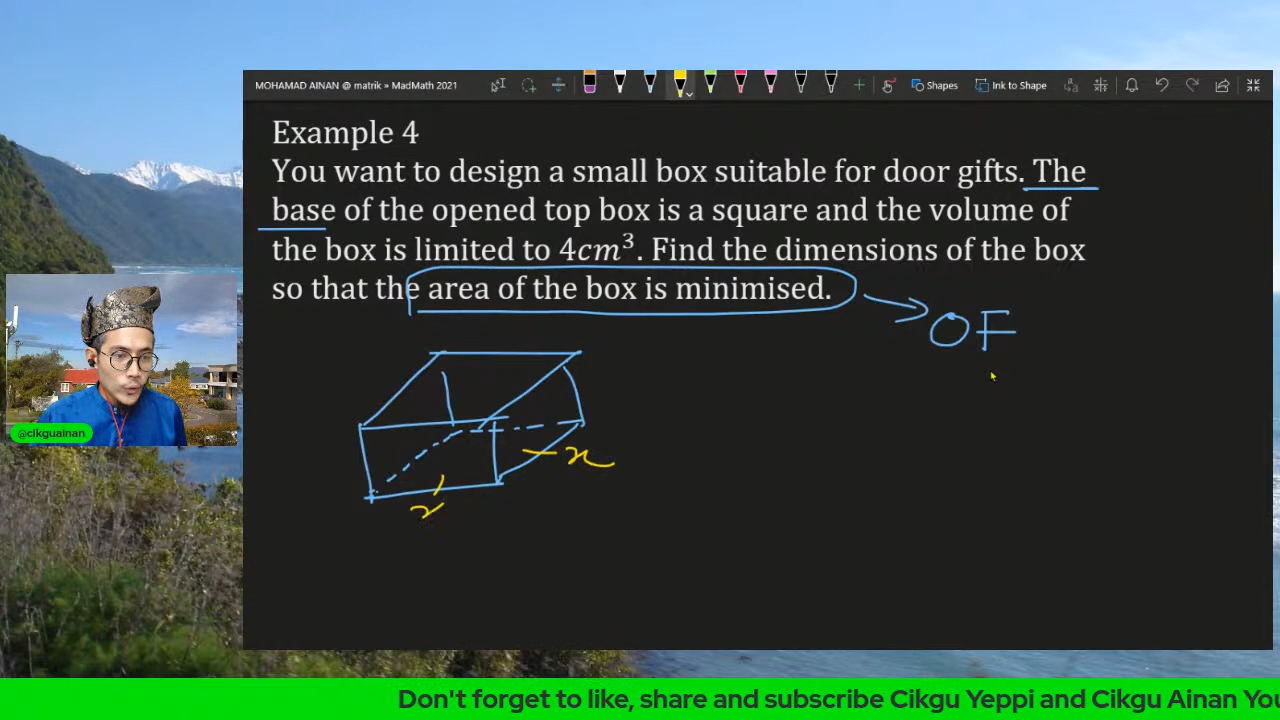 MOHAMAD AINAN @ matrik » MadMath 2021
Shapes
Ink to Shape
Example 4
You want to design a small box suitable for door gifts. The
base of the opened top box is a square and the volume of
the box is limited to 4cm³. Find the dimensions of the box
so that the area of the box is minimised.
OF
x
x
@cikguainan
Don't forget to like, share and subscribe Cikgu Yeppi and Cikgu Ainan You